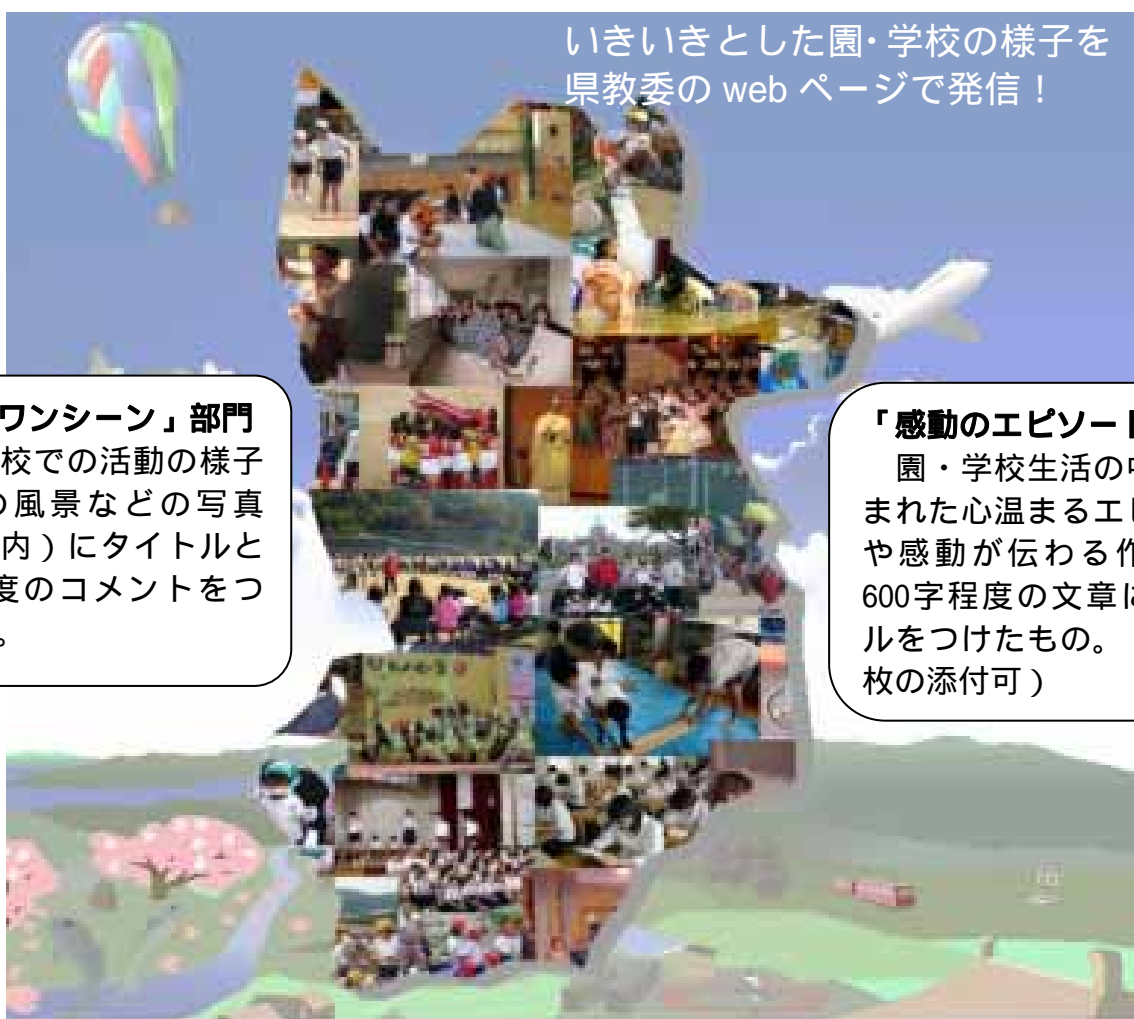 いきいきとした園・学校の様子を
県教委の web ページで発信!
ワンシーン」部門
校での活動の様子
の風景などの写真
内)にタイトルと
度のコメントをつ
。
「感動のエピソード
園・学校生活の中
まれた心温まるエピ
や感動が伝わる作
600字程度の文章に
ルをつけたもの。
枚の添付可)